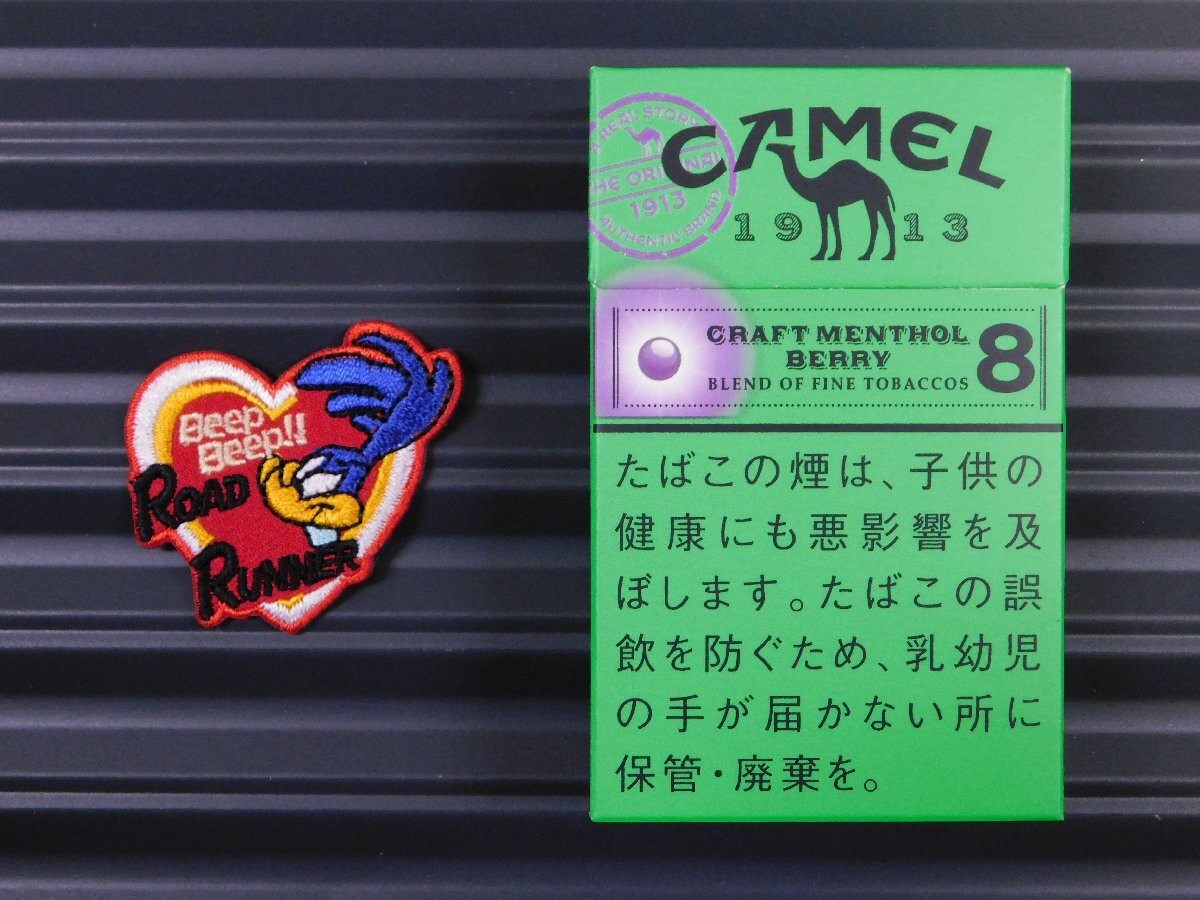 Beep
Beep!!
ROAD
RUNNER
A REAL STORY
THE ORIGINAL
1913
AUTHENTIC BRAND
CAMEL
1913
CRAFT MENTHOL
BERRY
BLEND OF FINE TOBACCOS
8
たばこの煙は、子供の
健康にも悪影響を及
ぼします。たばこの誤
飲を防ぐため、乳幼児
の手が届かない所に
保管・廃棄を。